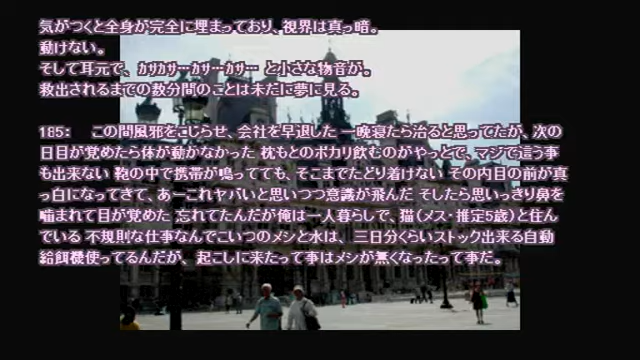 気がつくと全身が完全に埋まっており、視界は真っ暗。
動けない。
そして耳元で、ｶｻｶｻ…ｶｻ…ｶｻ… と小さな物音が。
救出されるまでの数分間のことは未だに夢に見る。
185： この間風邪をこじらせ、会社を早退した 一晩寝たら治ると思ってたが、次の
日目が覚めたら体が動かなかった 枕もとのポカリ飲むのがやっとで、マジで這う事
も出来ない 鞄の中で携帯が鳴ってても、そこまでたどり着けない その内目の前が真
っ白になってきて、あーこれヤバいと思いつつ意識が飛んだ そしたら思いっきり鼻を
噛まれて目が覚めた 忘れてたんだが俺は一人暮らしで、猫（メス・推定5歳）と住ん
でいる 不規則な仕事なんでこいつのメシと水は、 三日分くらいストック出来る自動
給餌機使ってるんだが、 起こしに来たって事はメシが無くなったって事だ。